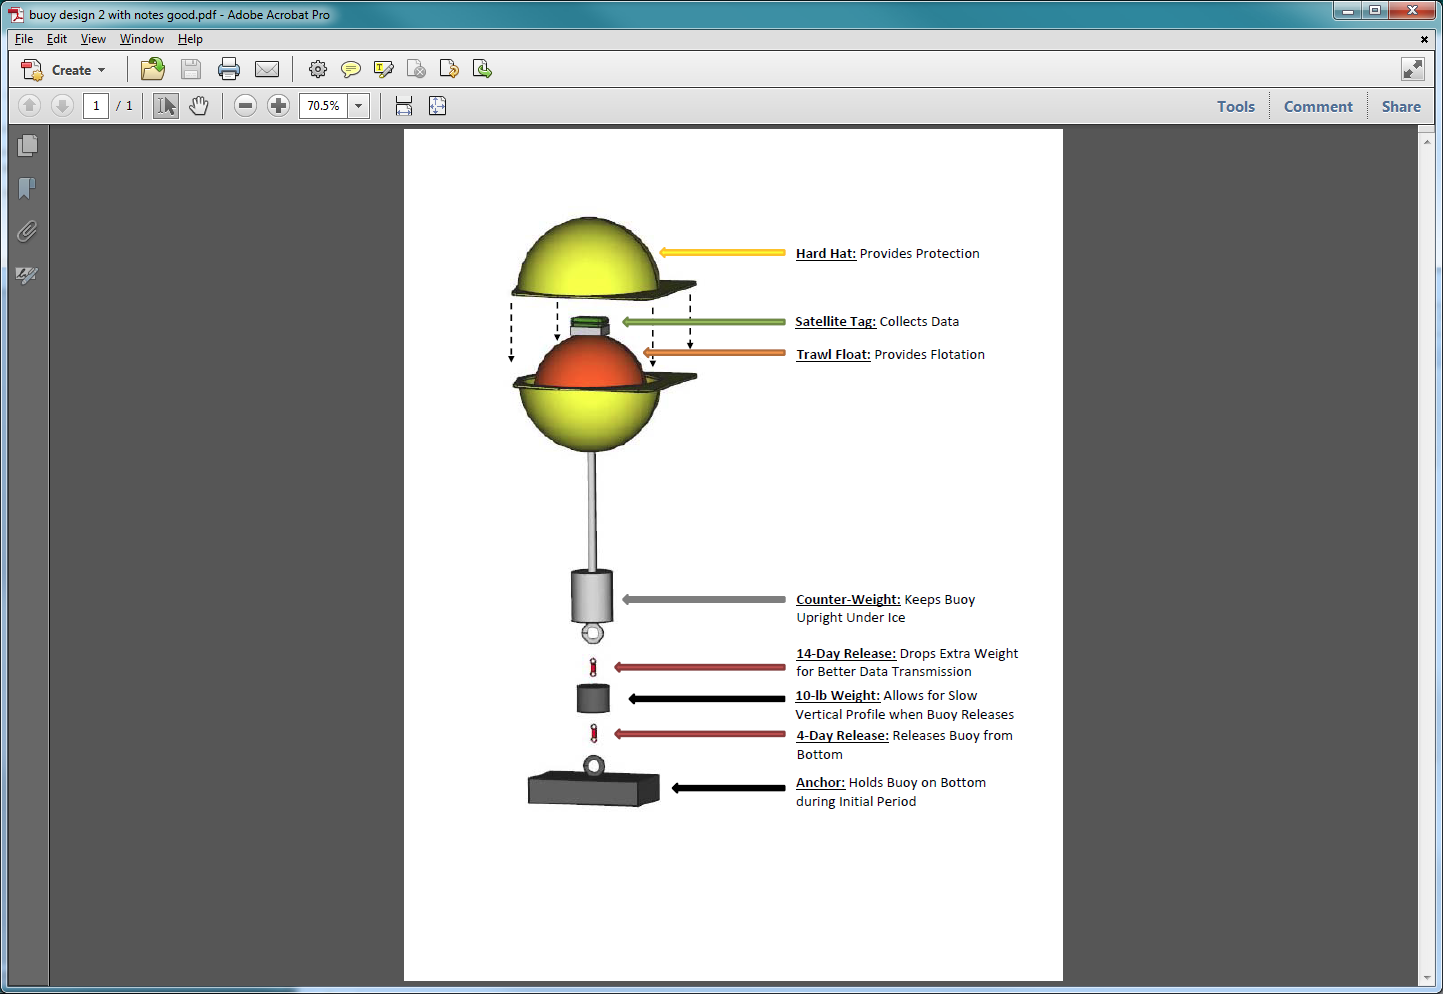 buoy design 2 with notes good.pdf - Adobe Acrobat Pro
File Edit View Window Help
Create
1 / 1 70.5% Tools Comment Share
Hard Hat: Provides Protection
Satellite Tag: Collects Data
Trawl Float: Provides Flotation
Counter-Weight: Keeps Buoy
Upright Under Ice
14-Day Release: Drops Extra Weight
for Better Data Transmission
10-lb Weight: Allows for Slow
Vertical Profile when Buoy Releases
4-Day Release: Releases Buoy from
Bottom
Anchor: Holds Buoy on Bottom
during Initial Period